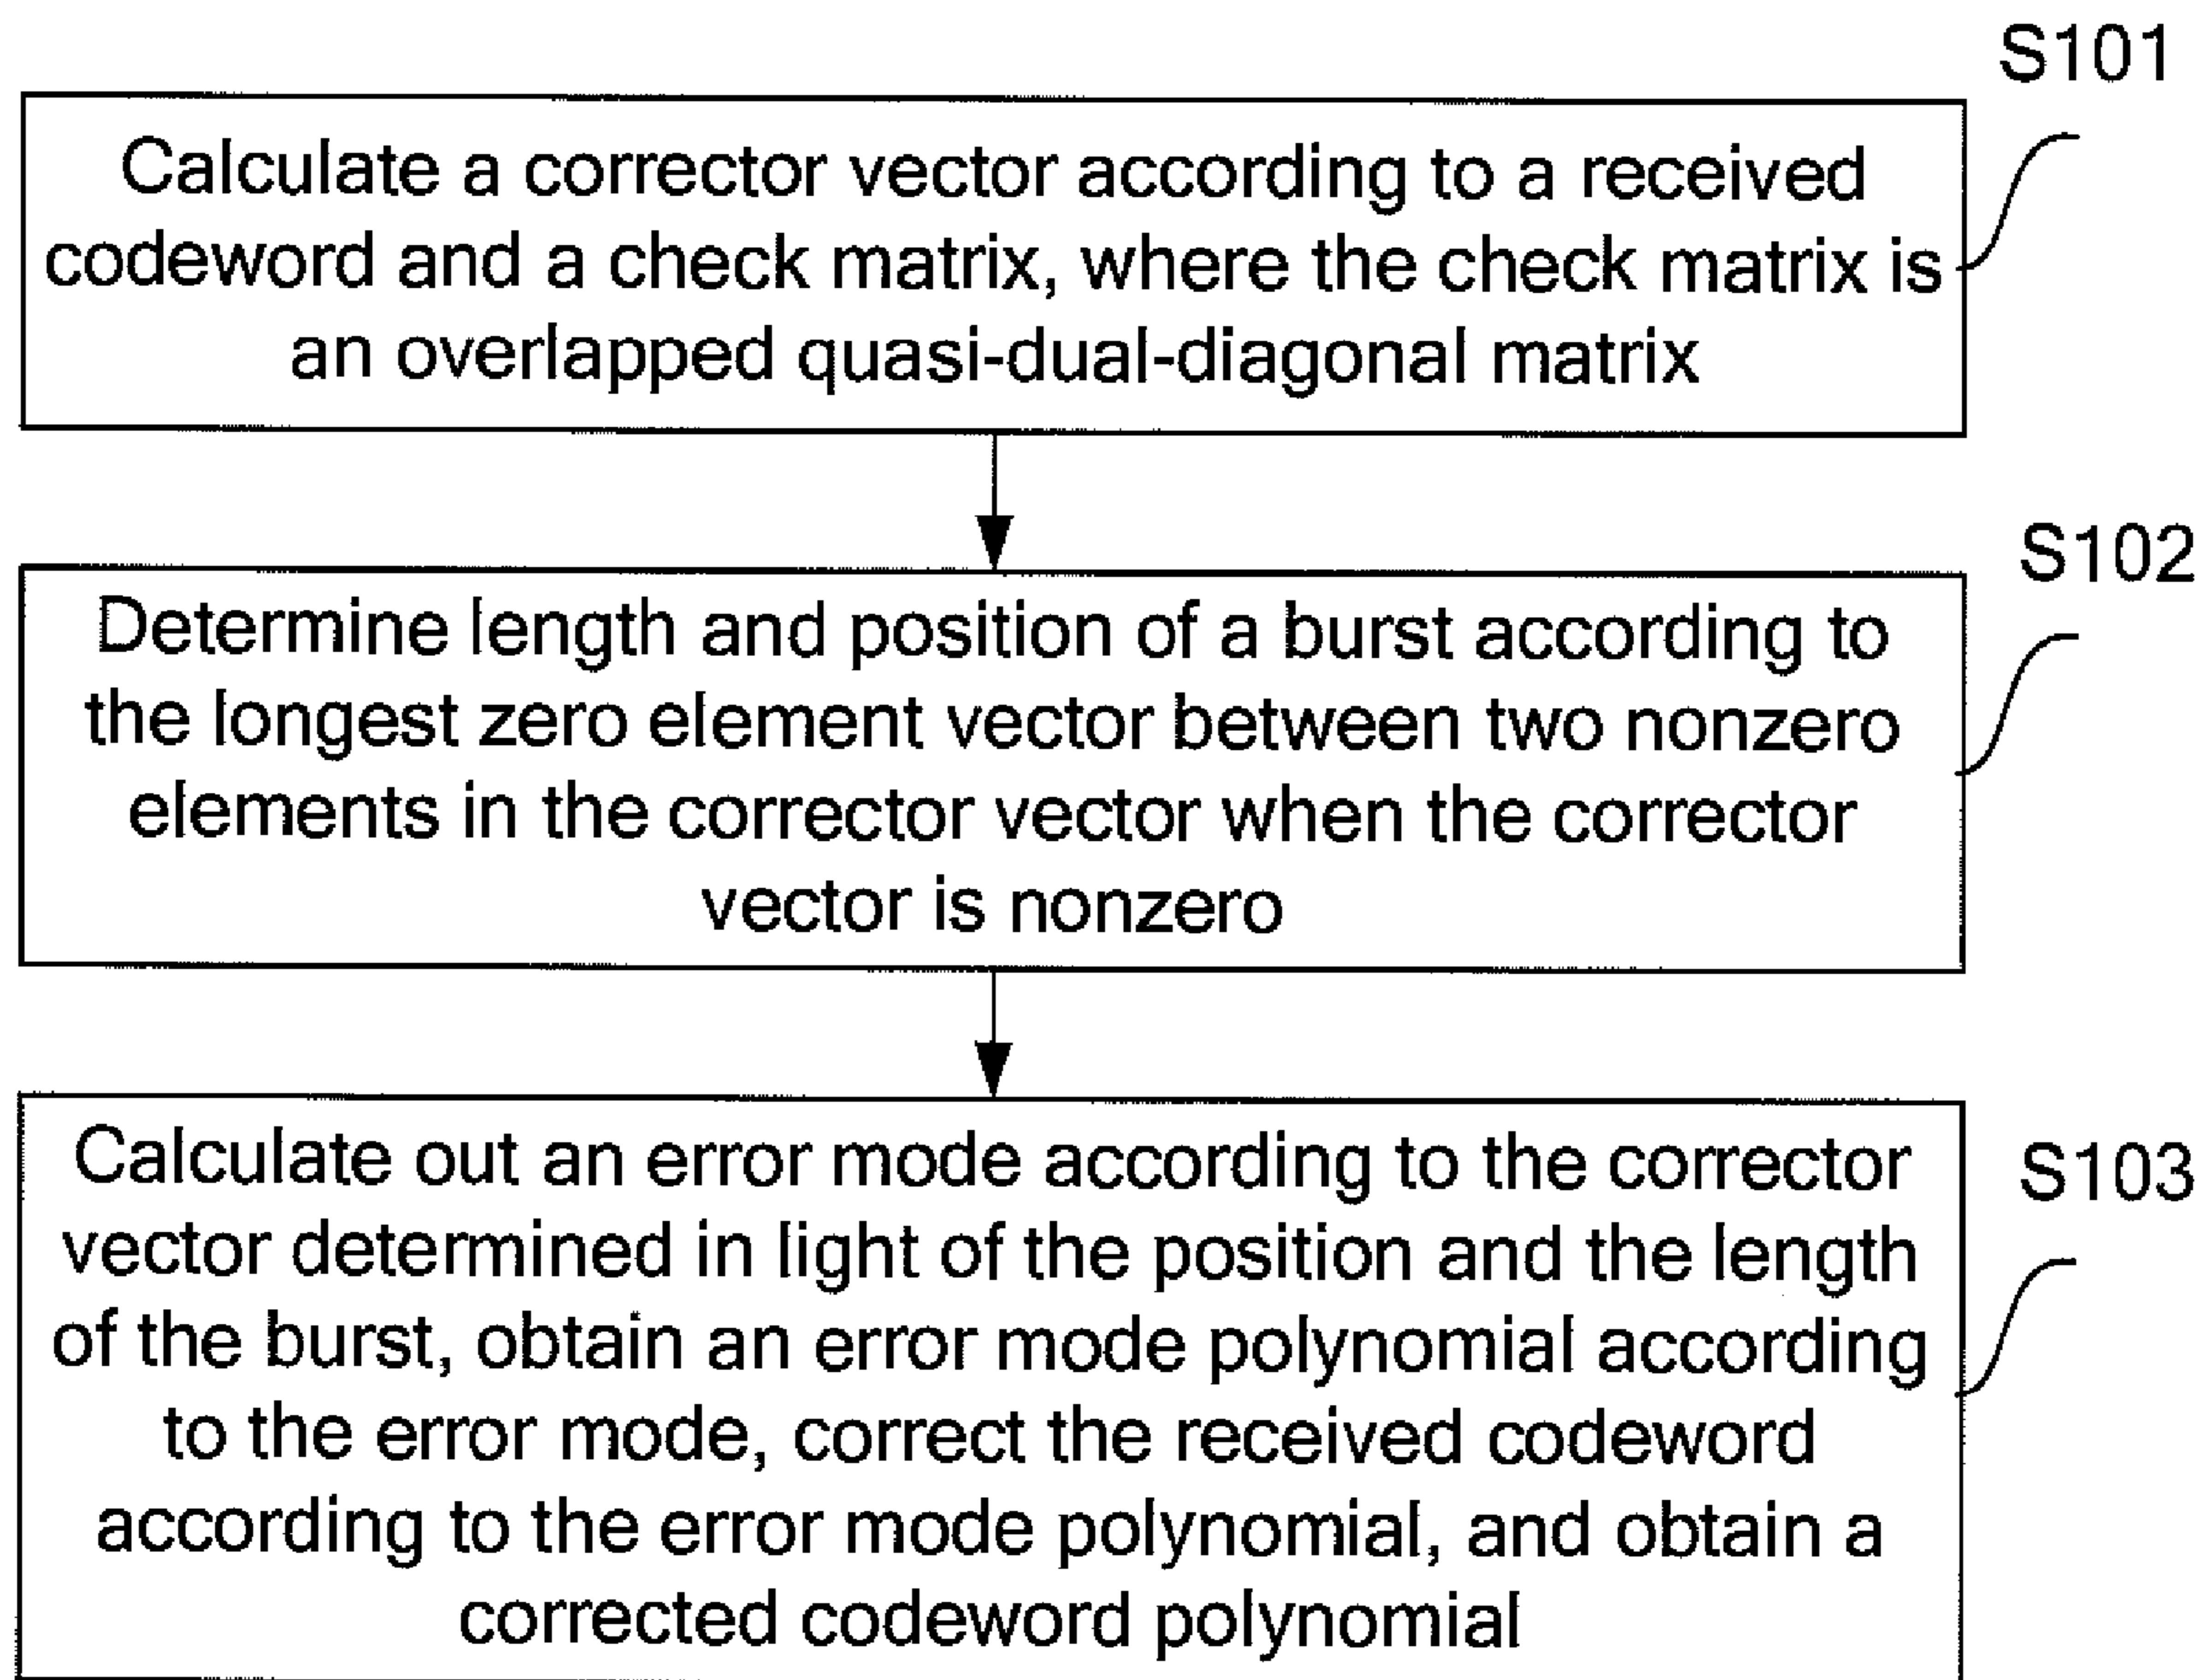 S101
Calculate a corrector vector according to a received
codeword and a check matrix, where the check matrix is
an overlapped quasi-dual-diagonal matrix
S102
Determine length and position of a burst according to
the longest zero element vector between two nonzero
elements in the corrector vector when the corrector
vector is nonzero
S103
Calculate out an error mode according to the corrector
vector determined in light of the position and the length
of the burst, obtain an error mode polynomial according
to the error mode, correct the received codeword
according to the error mode polynomial, and obtain a
corrected codeword polynomial